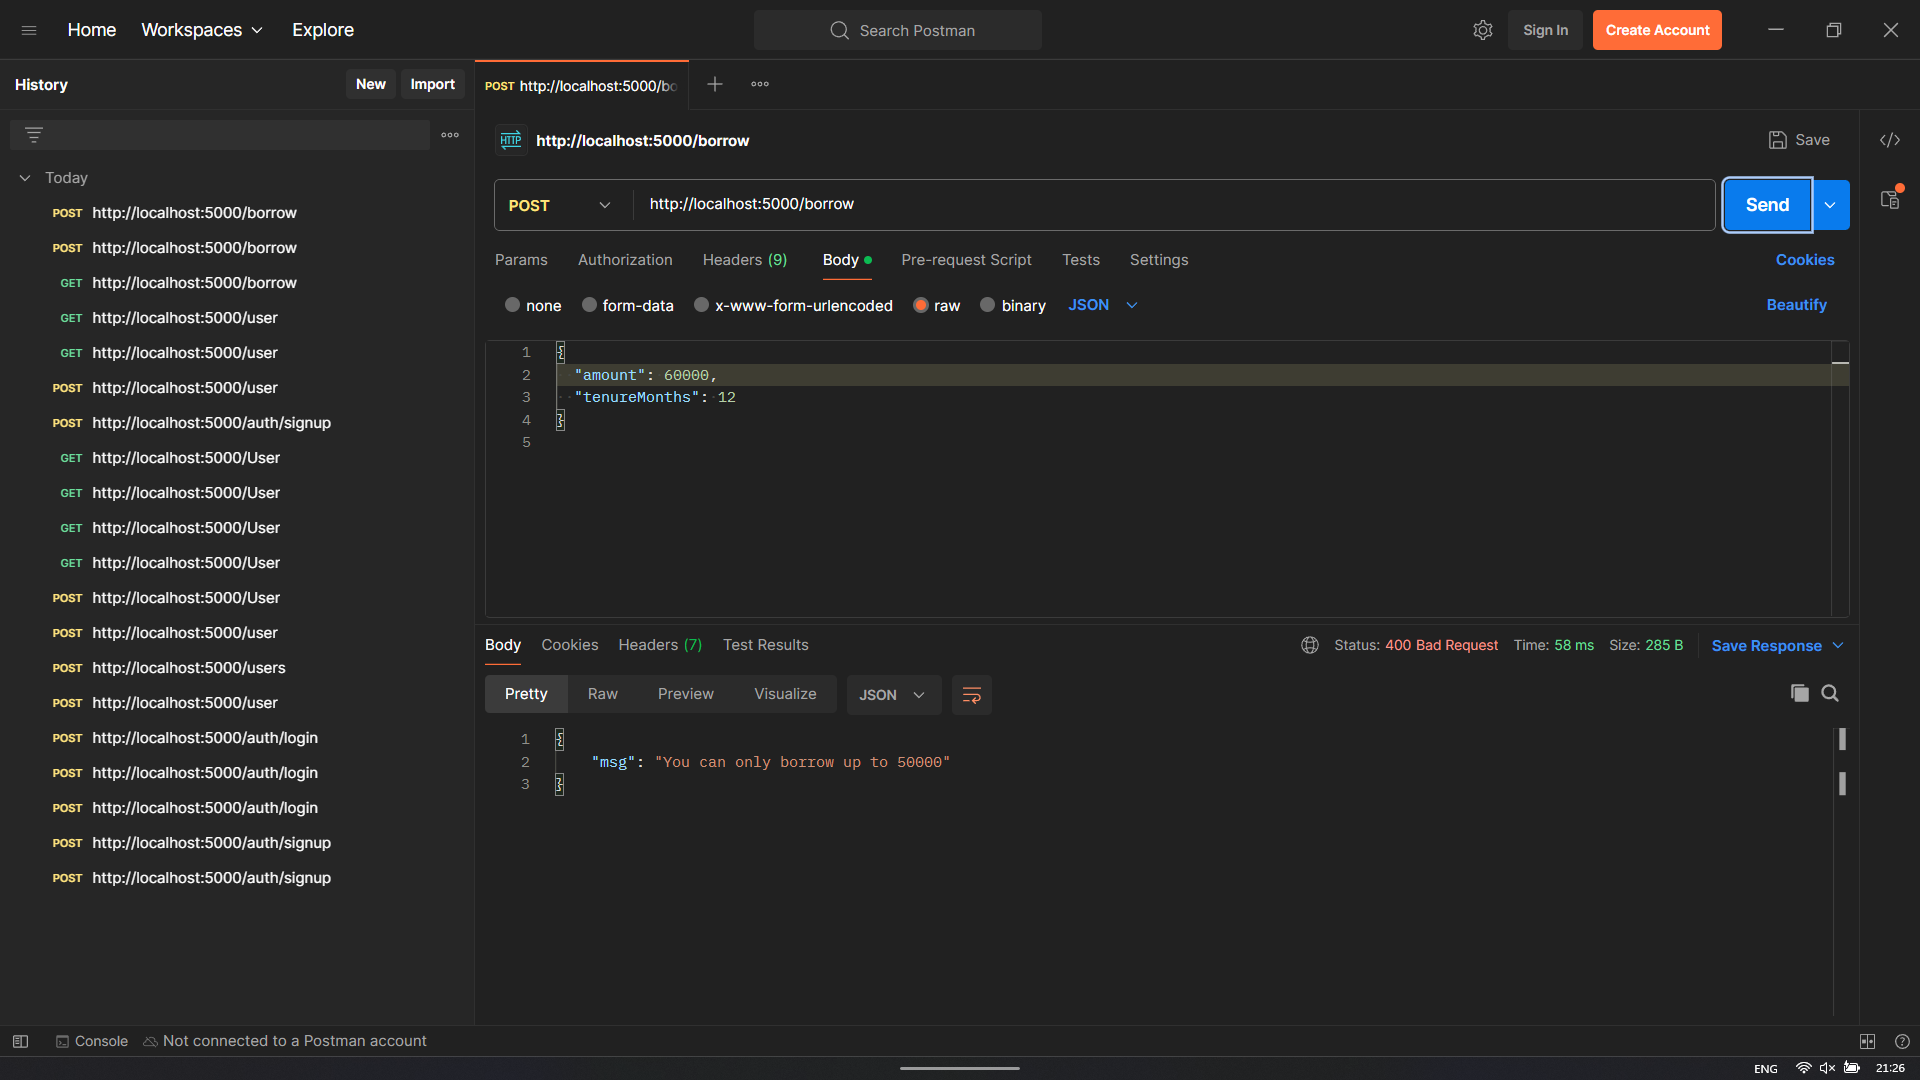 Home
Workspaces
Explore
Search Postman
Sign In
Create Account
History
New
Import
POST http://localhost:5000/bo
HTTP
http://localhost:5000/borrow
Save
Today
POST http://localhost:5000/borrow
POST http://localhost:5000/borrow
GET http://localhost:5000/borrow
GET http://localhost:5000/user
GET http://localhost:5000/user
POST http://localhost:5000/user
POST http://localhost:5000/auth/signup
GET http://localhost:5000/User
GET http://localhost:5000/User
GET http://localhost:5000/User
GET http://localhost:5000/User
POST http://localhost:5000/User
POST http://localhost:5000/user
POST http://localhost:5000/users
POST http://localhost:5000/user
POST http://localhost:5000/auth/login
POST http://localhost:5000/auth/login
POST http://localhost:5000/auth/login
POST http://localhost:5000/auth/signup
POST http://localhost:5000/auth/signup
POST
http://localhost:5000/borrow
Send
Params
Authorization
Headers (9)
Body
Pre-request Script
Tests
Settings
Cookies
none
form-data
x-www-form-urlencoded
raw
binary
JSON
Beautify
1 {
2 "amount": 60000,
3 "tenureMonths": 12
4 }
5
Body
Cookies
Headers (7)
Test Results
Status: 400 Bad Request
Time: 58 ms
Size: 285 B
Save Response
Pretty
Raw
Preview
Visualize
JSON
1 {
2 "msg": "You can only borrow up to 50000"
3 }
Console
Not connected to a Postman account
ENG
21:26